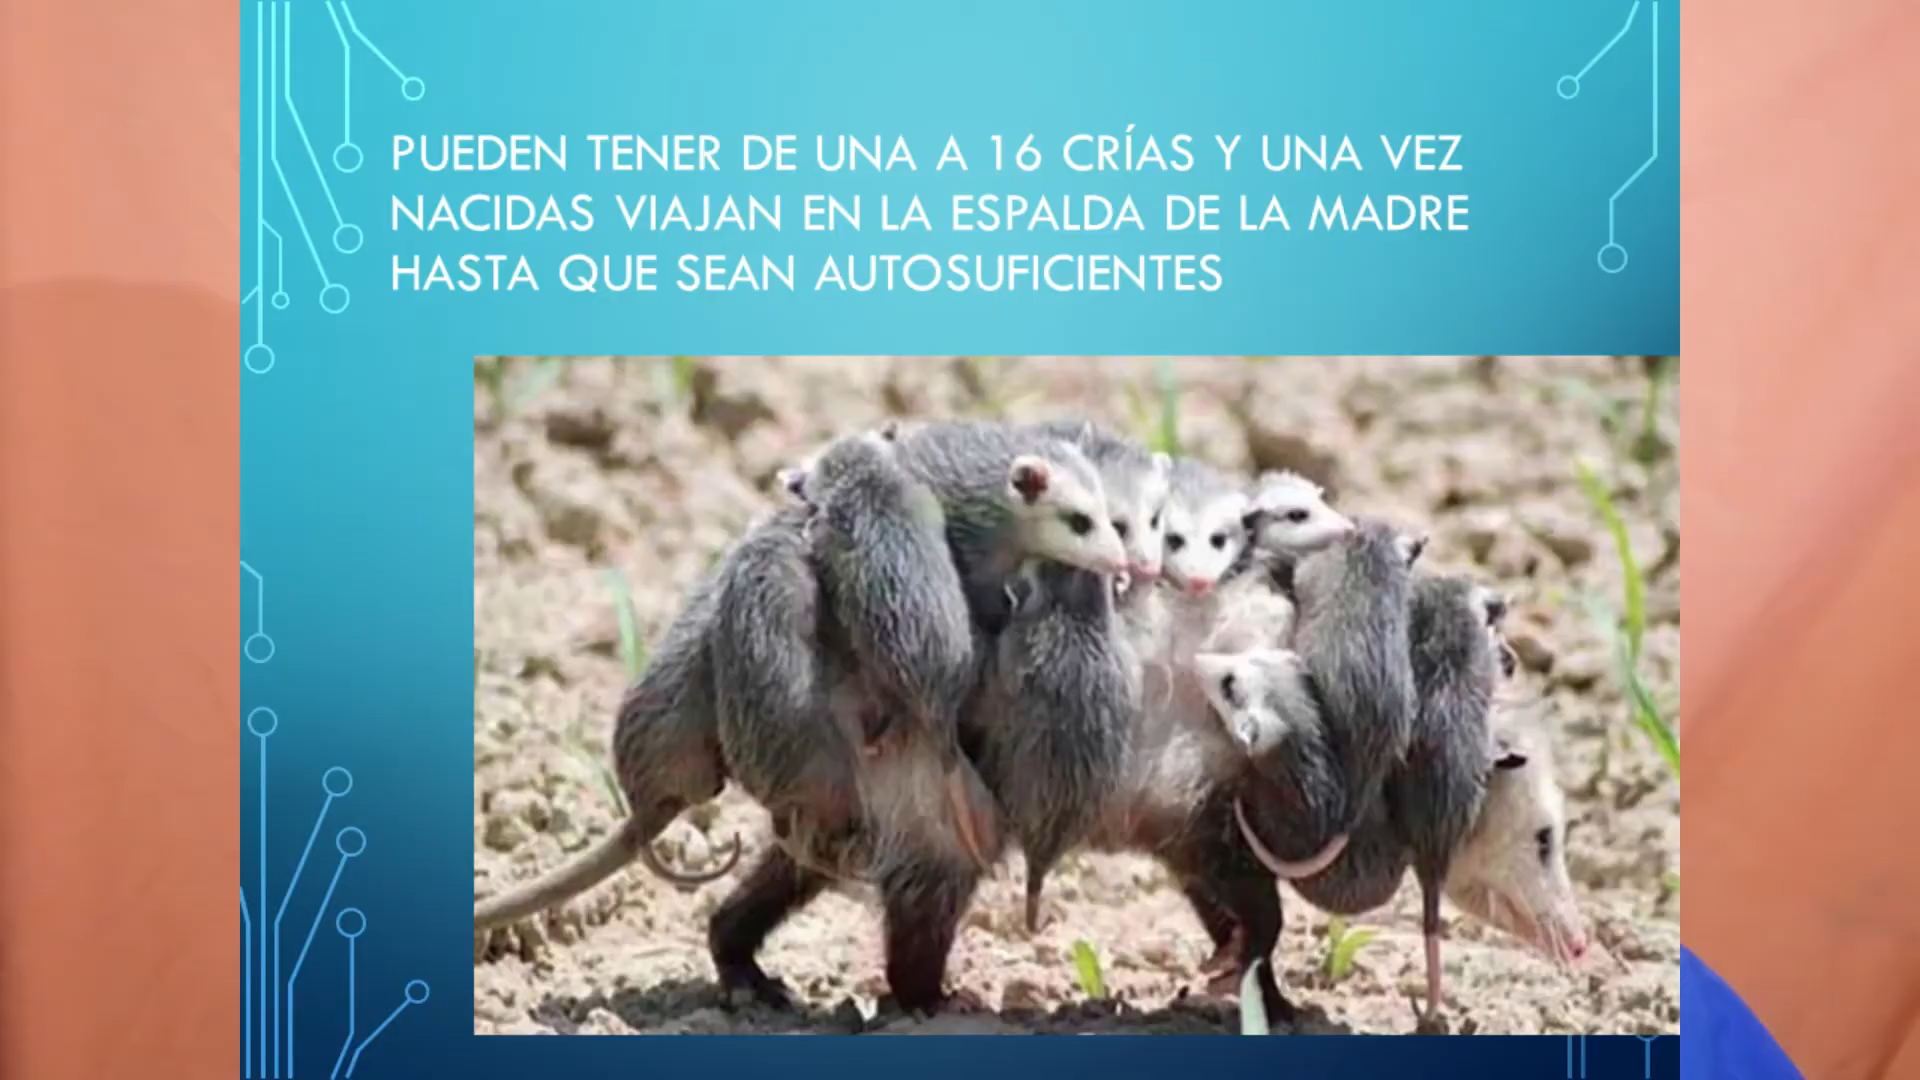 PUEDEN TENER DE UNA A 16 CRÍAS Y UNA VEZ
NACIDAS VIAJAN EN LA ESPALDA DE LA MADRE
HASTA QUE SEAN AUTOSUFICIENTES